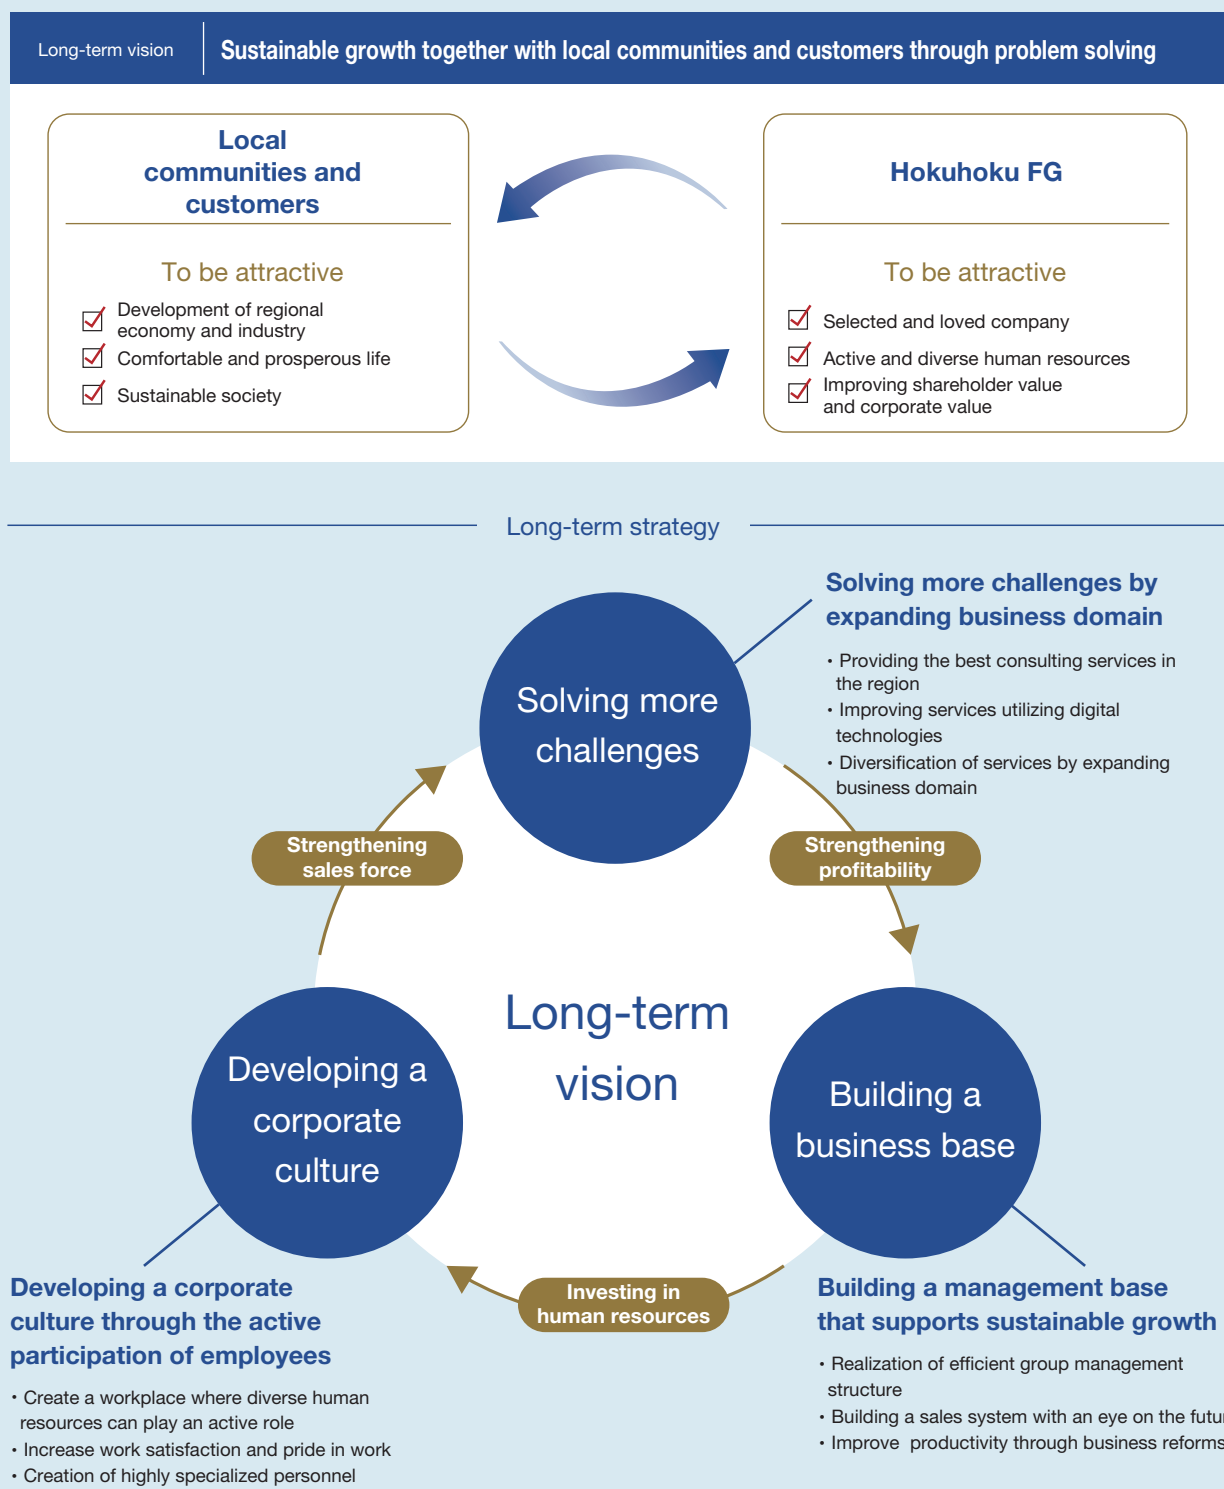 Long-term vision
Sustainable growth together with local communities and customers through problem solving
Local
communities and
customers
To be attractive
Development of regional
economy and industry
Comfortable and prosperous life
Sustainable society
Hokuhoku FG
To be attractive
Selected and loved company
Active and diverse human resources
Improving shareholder value
and corporate value
Long-term strategy
Solving more challenges by
expanding business domain
・Providing the best consulting services in
the region
・Improving services utilizing digital
technologies
・Diversification of services by expanding
business domain
Solving more
challenges
Strengthening
sales force
Strengthening
profitability
Long-term
vision
Developing a
corporate
culture
Building a
business base
Investing in
human resources
Developing a corporate
culture through the active
participation of employees
・Create a workplace where diverse human
resources can play an active role
・Increase work satisfaction and pride in work
・Creation of highly specialized personnel
Building a management base
that supports sustainable growth
・Realization of efficient group management
structure
・Building a sales system with an eye on the futur
・Improve productivity through business reforms